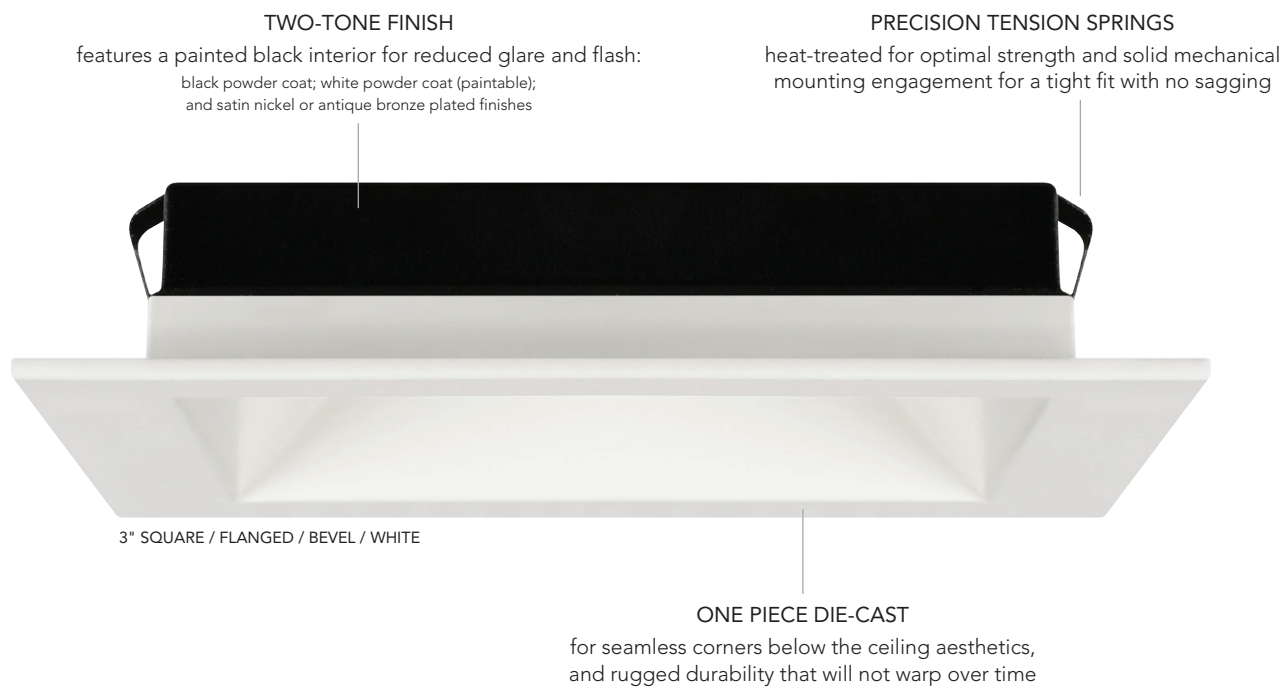 TWO-TONE FINISH
features a painted black interior for reduced glare and flash:
black powder coat; white powder coat (paintable);
and satin nickel or antique bronze plated finishes
PRECISION TENSION SPRINGS
heat-treated for optimal strength and solid mechanical
mounting engagement for a tight fit with no sagging
3" SQUARE / FLANGED / BEVEL / WHITE
ONE PIECE DIE-CAST
for seamless corners below the ceiling aesthetics,
and rugged durability that will not warp over time